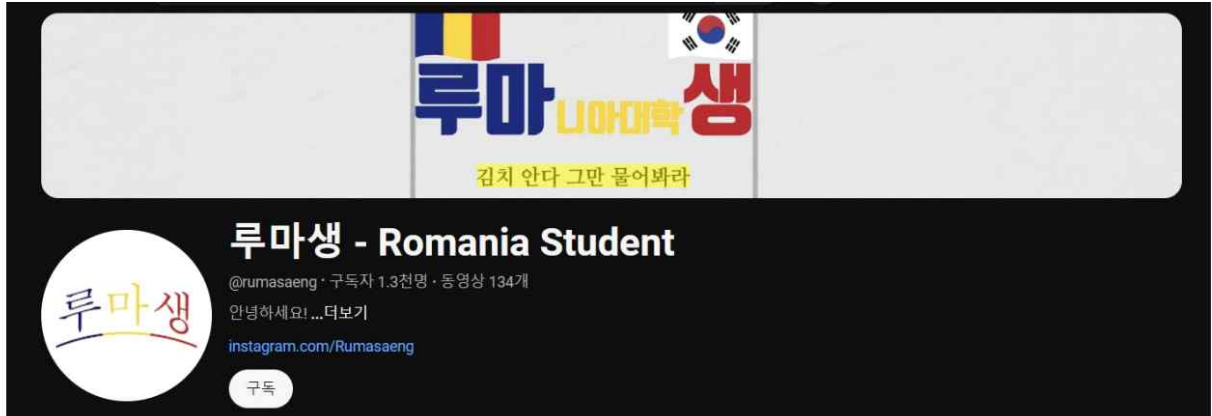 루마니아대학생
김치 안다 그만 물어봐라
루마생
루마생 - Romania Student
@rumasaeng · 구독자 1.3천명 · 동영상 134개
안녕하세요! ...더보기
instagram.com/Rumasaeng
구독